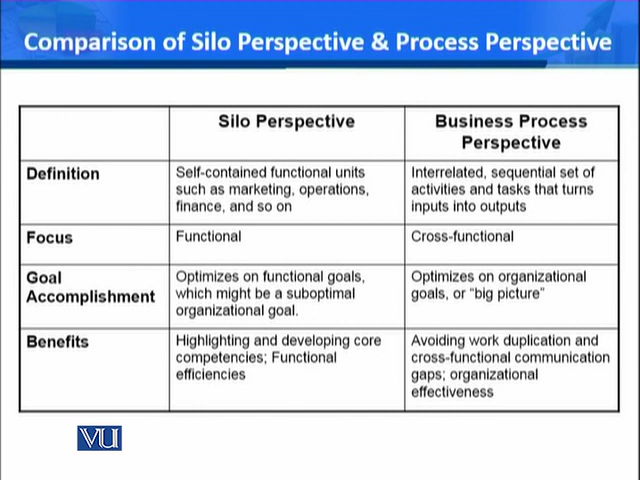 Comparison of Silo Perspective & Process Perspective
Silo Perspective
Business Process
Perspective
Definition
Self-contained functional units
such as marketing, operations,
finance, and so on
Interrelated, sequential set of
activities and tasks that turns
inputs into outputs
Focus
Functional
Cross-functional
Goal
Accomplishment
Optimizes on functional goals,
which might be a suboptimal
organizational goal.
Optimizes on organizational
goals, or “big picture”
Benefits
Highlighting and developing core
competencies; Functional
efficiencies
Avoiding work duplication and
cross-functional communication
gaps; organizational
effectiveness
VU